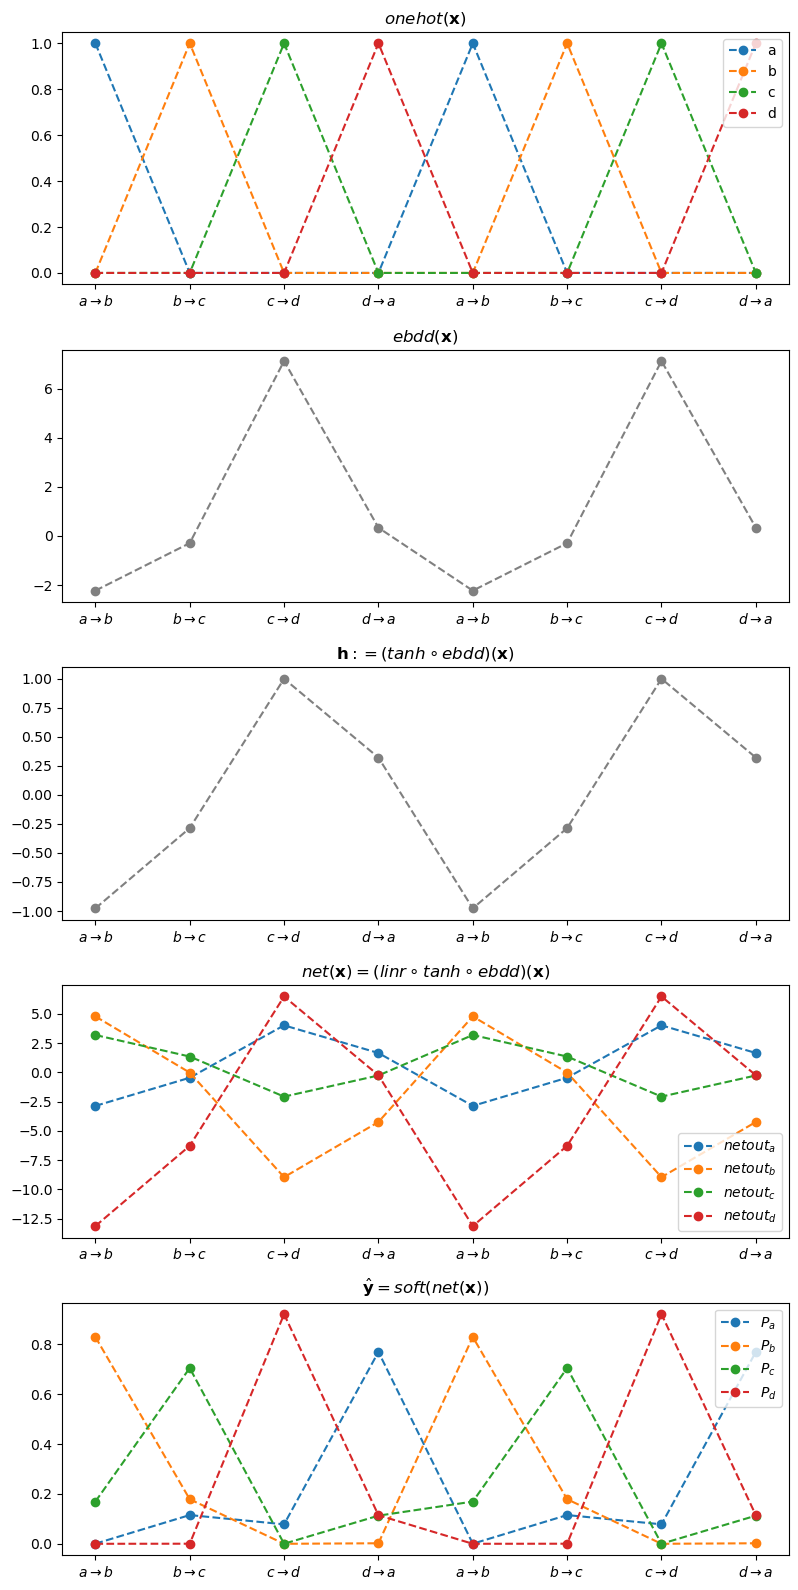 onehot(x)
1.0
0.8
0.6
0.4
0.2
0.0
a
b
c
d
a→b b→c c→d d→a a→b b→c c→d d→a
ebdd(x)
6
4
2
0
−2
a→b b→c c→d d→a a→b b→c c→d d→a
h := (tanh ∘ ebdd)(x)
1.00
0.75
0.50
0.25
0.00
−0.25
−0.50
−0.75
−1.00
a→b b→c c→d d→a a→b b→c c→d d→a
net(x) = (linr ∘ tanh ∘ ebdd)(x)
5.0
2.5
0.0
−2.5
−5.0
−7.5
−10.0
−12.5
netout_a
netout_b
netout_c
netout_d
a→b b→c c→d d→a a→b b→c c→d d→a
ŷ = soft(net(x))
0.8
0.6
0.4
0.2
0.0
P_a
P_b
P_c
P_d
a→b b→c c→d d→a a→b b→c c→d d→a